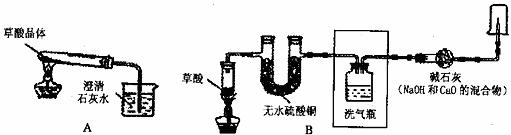 草酸晶体
澄清
石灰水
A
草酸
无水硫酸铜
B
洗气瓶
碱石灰
(NaOH和CaO的混合物)